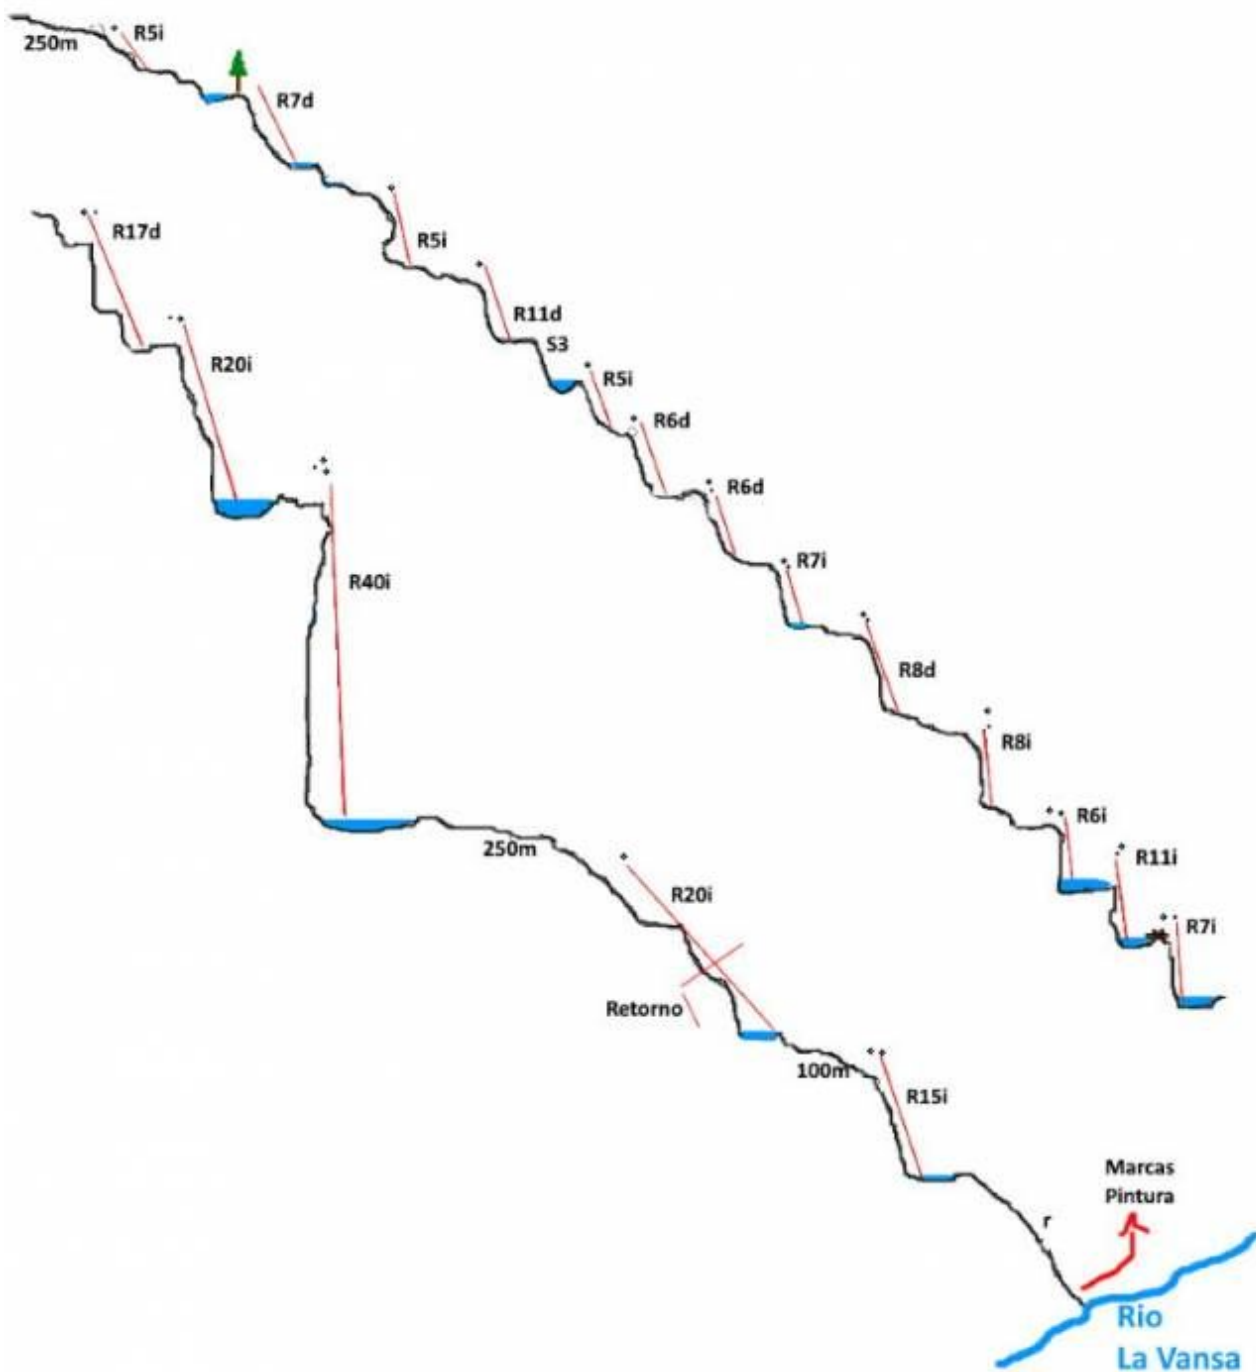 250m
R5i
R7d
R5i
R11d
S3
R5i
R6d
R6d
R7i
R8d
R8i
R6i
R11i
R7i
R17d
R20i
R40i
250m
R20i
Retorno
100m
R15i
r
Marcas
Pintura
Rio
La Vansa